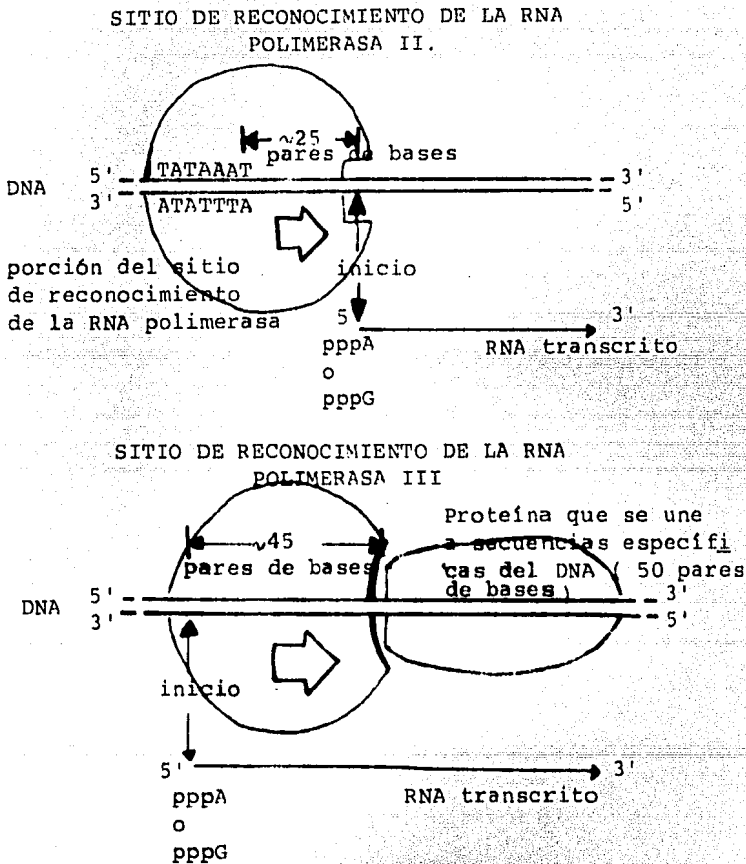 SITIO DE RECONOCIMIENTO DE LA RNA
POLIMERASA II.
~25
pares de bases
DNA 5' TATAAAT 3'
3' ATATTTA 5'
porción del sitio
de reconocimiento
de la RNA polimerasa
inicio
5' 3'
pppA RNA transcrito
o
pppG
SITIO DE RECONOCIMIENTO DE LA RNA
POLIMERASA III
Proteína que se une
a secuencias específi
cas del DNA ( 50 pares
de bases )
~45
pares de bases
DNA 5' 3'
3' 5'
inicio
5' 3'
pppA RNA transcrito
o
pppG